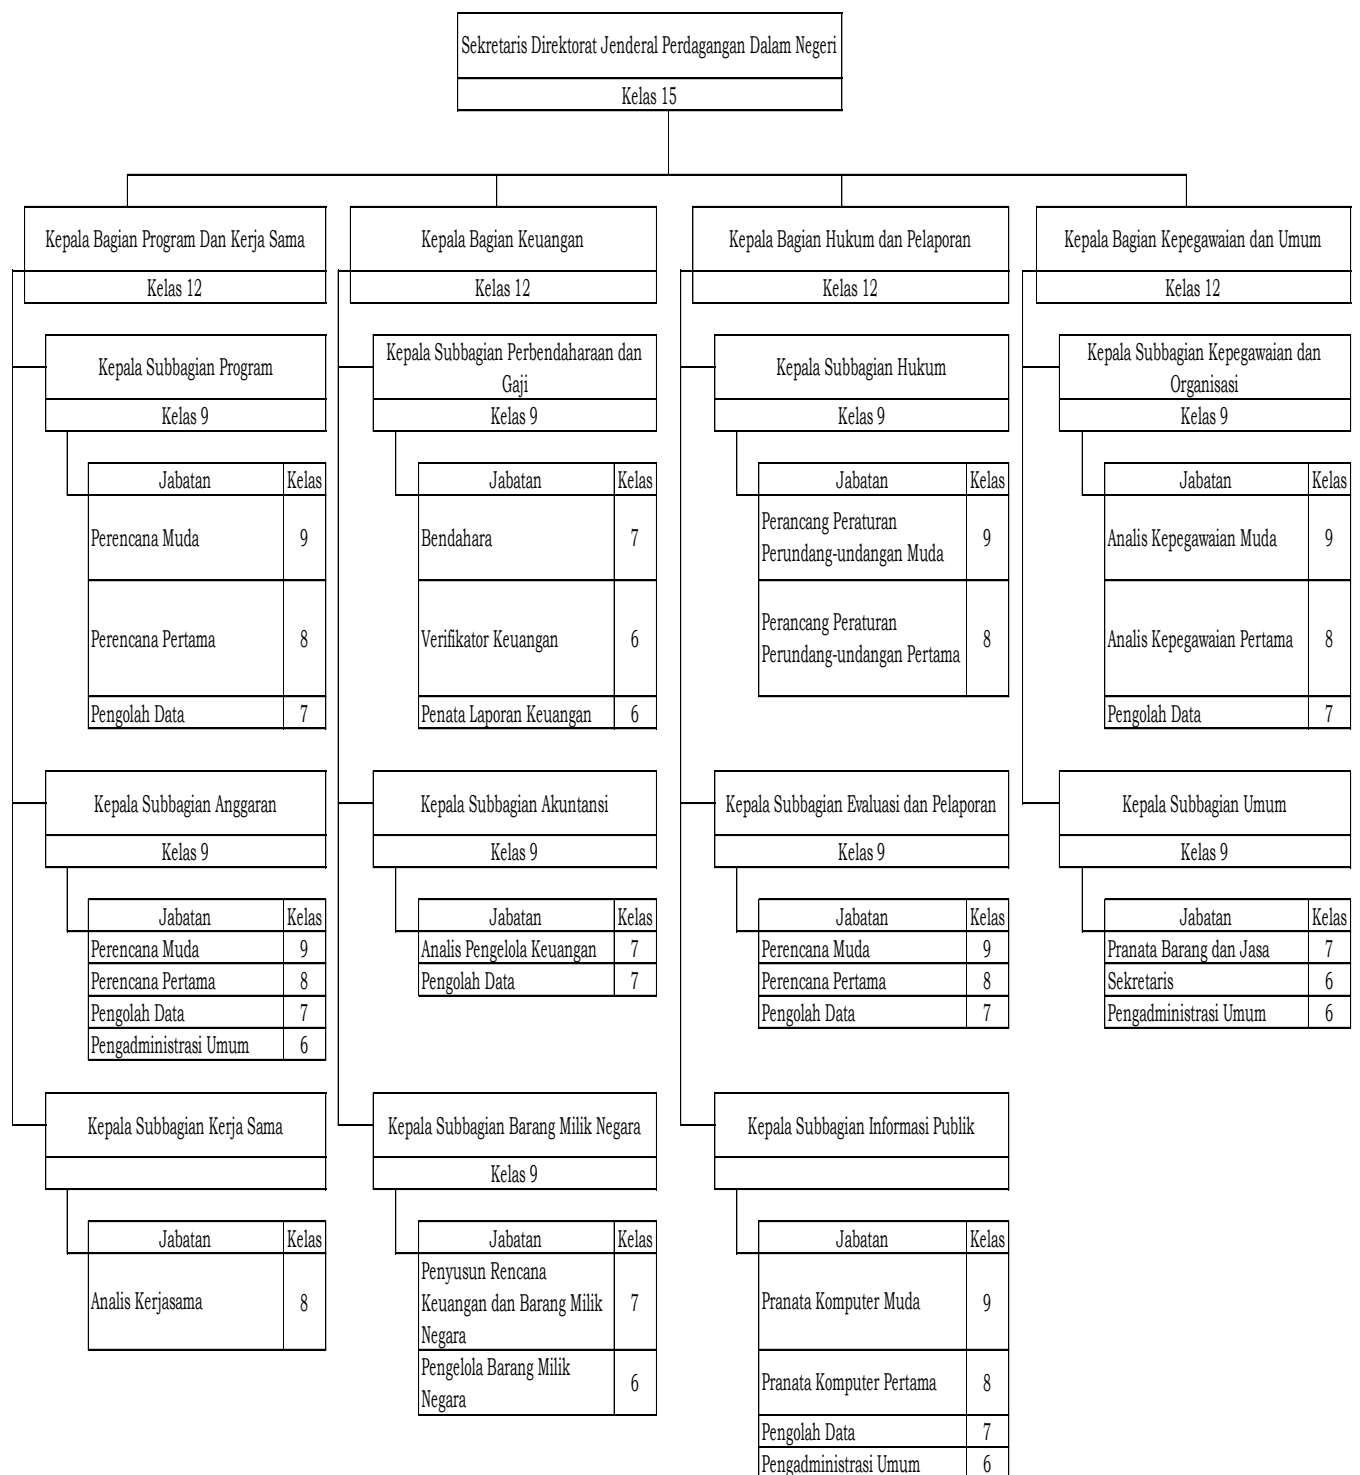 Sekretaris Direktorat Jenderal Perdagangan Dalam Negeri
Kelas 15
Kepala Bagian Program Dan Kerja Sama
Kelas 12
Kepala Subbagian Program
Kelas 9
Jabatan Kelas
Perencana Muda 9
Perencana Pertama 8
Pengolah Data 7
Kepala Subbagian Anggaran
Kelas 9
Jabatan Kelas
Perencana Muda 9
Perencana Pertama 8
Pengolah Data 7
Pengadministrasi Umum 6
Kepala Subbagian Kerja Sama
Jabatan Kelas
Analis Kerjasama 8
Kepala Bagian Keuangan
Kelas 12
Kepala Subbagian Perbendaharaan dan
Gaji
Kelas 9
Jabatan Kelas
Bendahara 7
Verifikator Keuangan 6
Penata Laporan Keuangan 6
Kepala Subbagian Akuntansi
Kelas 9
Jabatan Kelas
Analis Pengelola Keuangan 7
Pengolah Data 7
Kepala Subbagian Barang Milik Negara
Kelas 9
Jabatan Kelas
Penyusun Rencana
Keuangan dan Barang Milik 7
Negara
Pengelola Barang Milik
Negara 6
Kepala Bagian Hukum dan Pelaporan
Kelas 12
Kepala Subbagian Hukum
Kelas 9
Jabatan Kelas
Perancang Peraturan
Perundang-undangan Muda 9
Perancang Peraturan
Perundang-undangan Pertama 8
Kepala Subbagian Evaluasi dan Pelaporan
Kelas 9
Jabatan Kelas
Perencana Muda 9
Perencana Pertama 8
Pengolah Data 7
Kepala Subbagian Informasi Publik
Jabatan Kelas
Pranata Komputer Muda 9
Pranata Komputer Pertama 8
Pengolah Data 7
Pengadministrasi Umum 6
Kepala Bagian Kepegawaian dan Umum
Kelas 12
Kepala Subbagian Kepegawaian dan
Organisasi
Kelas 9
Jabatan Kelas
Analis Kepegawaian Muda 9
Analis Kepegawaian Pertama 8
Pengolah Data 7
Kepala Subbagian Umum
Kelas 9
Jabatan Kelas
Pranata Barang dan Jasa 7
Sekretaris 6
Pengadministrasi Umum 6